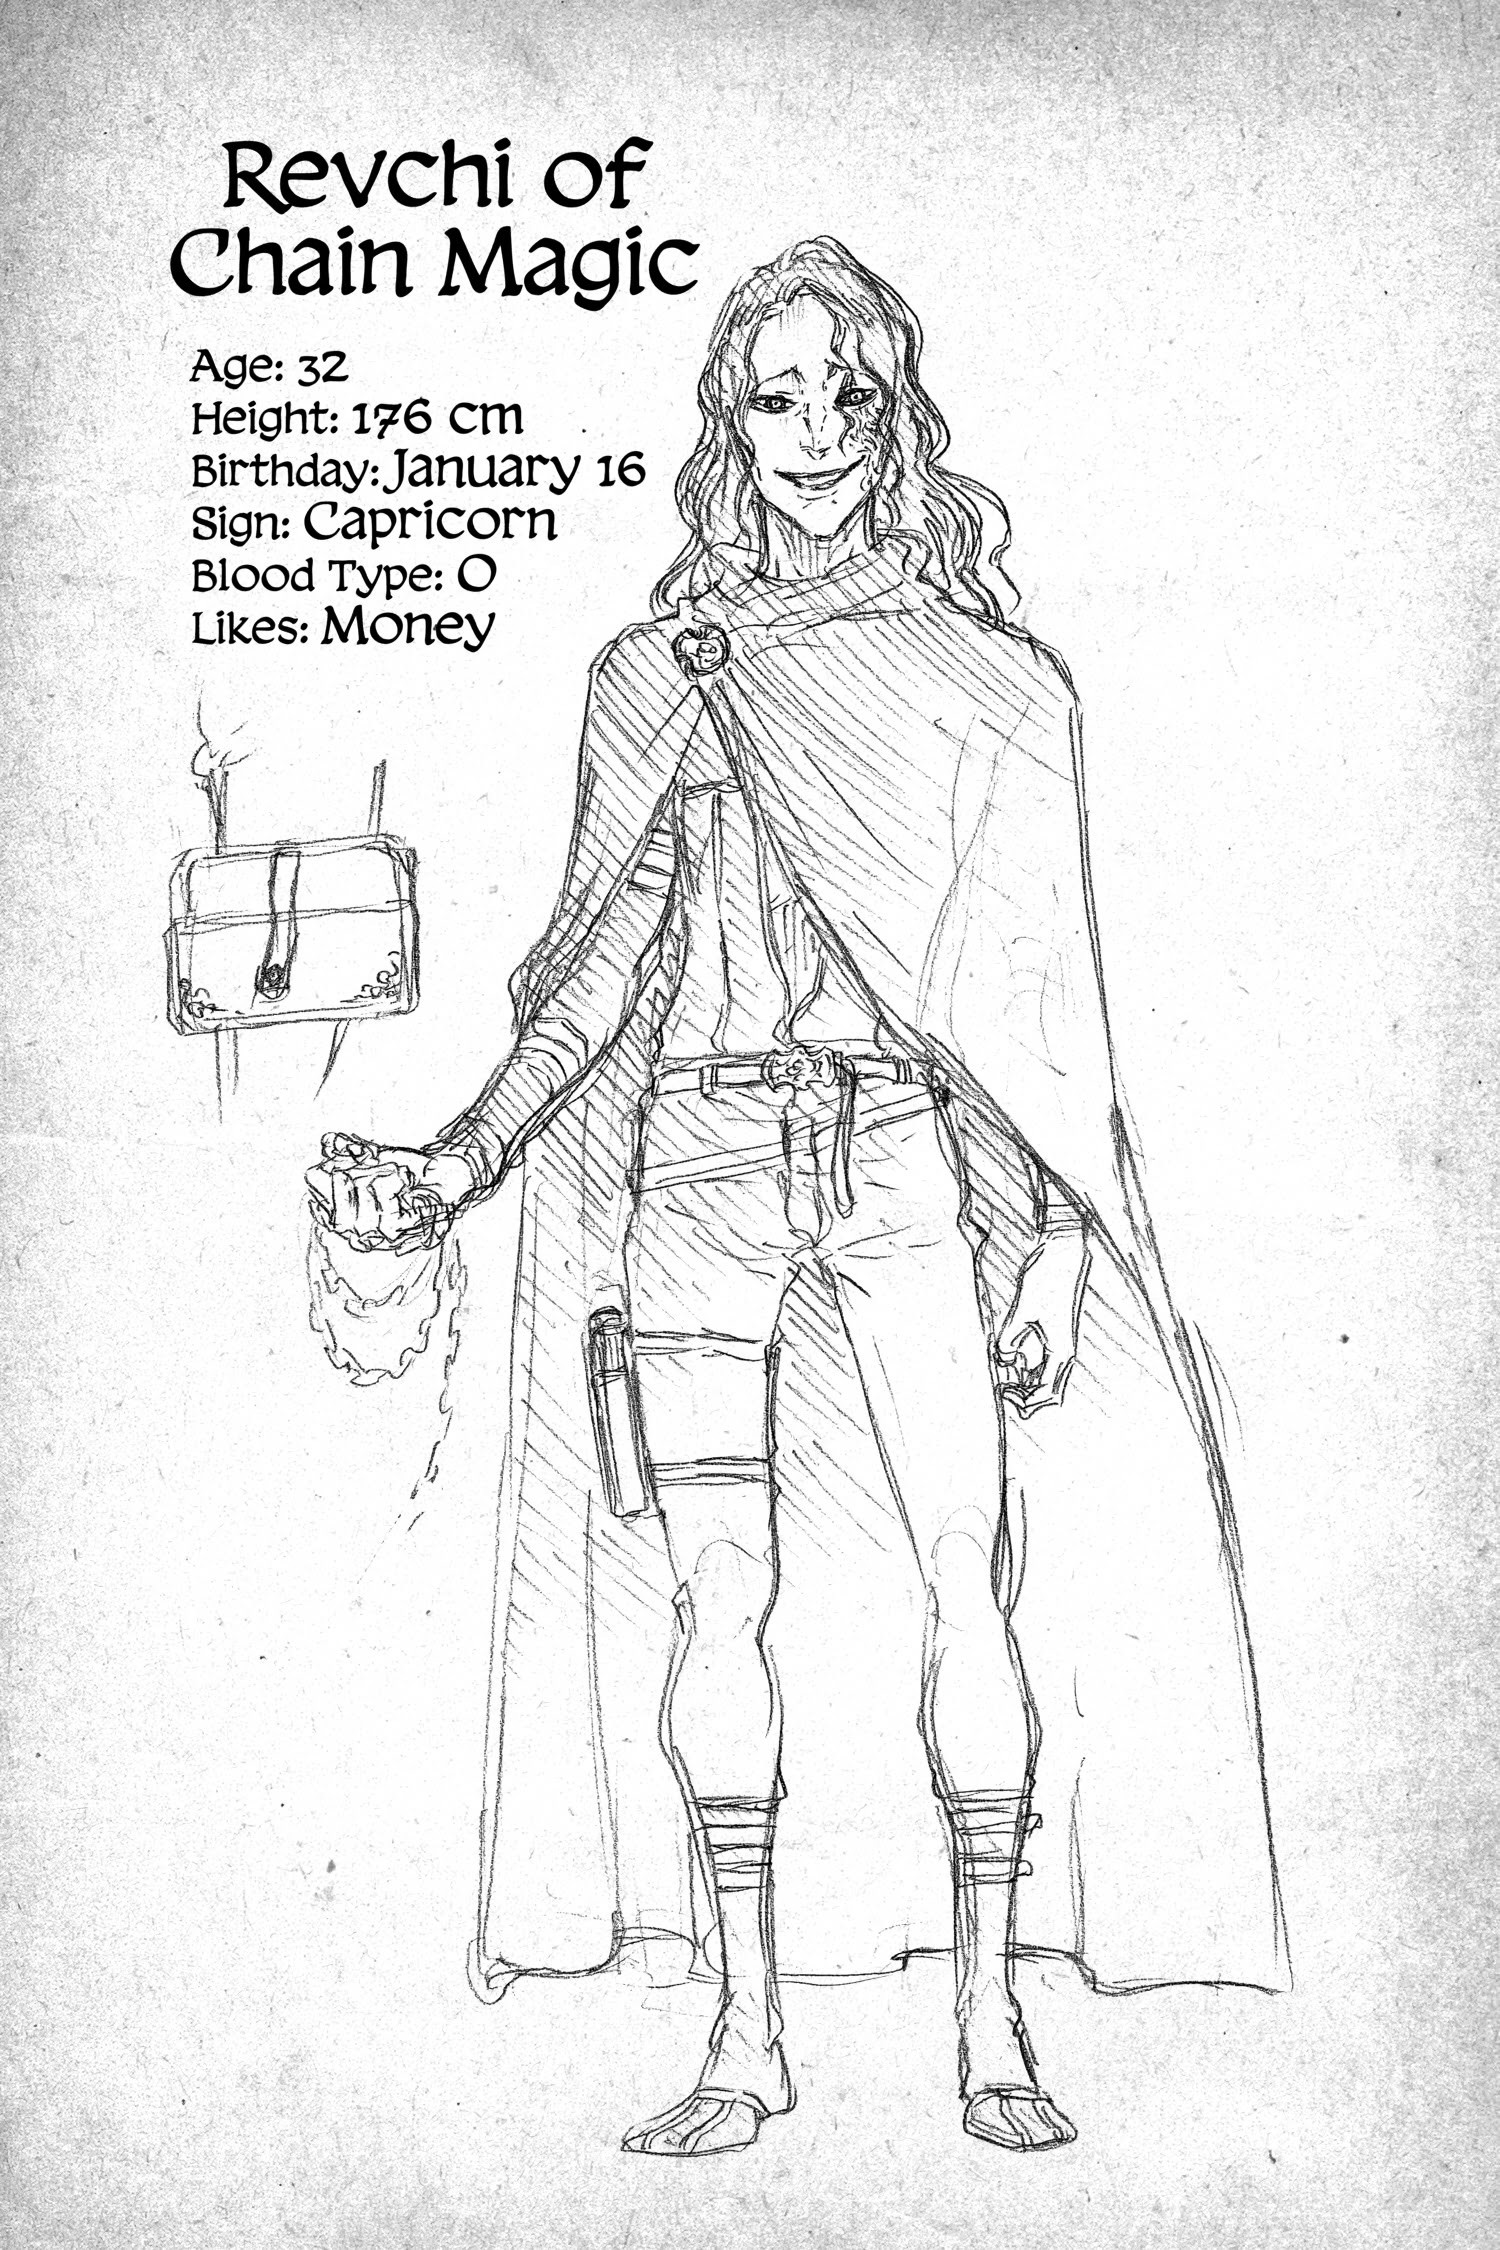 Revchi of
Chain Magic
Age: 32
Height: 176 cm
Birthday: January 16
Sign: Capricorn
Blood Type: O
Likes: Money